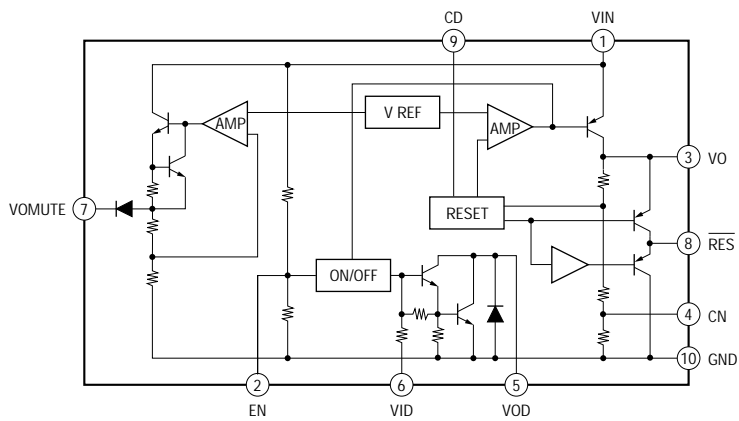 CD
VIN
9
1
AMP
V REF
AMP
3 VO
VOMUTE 7
RESET
8 RES
ON/OFF
4 CN
10 GND
2
6
5
EN
VID
VOD